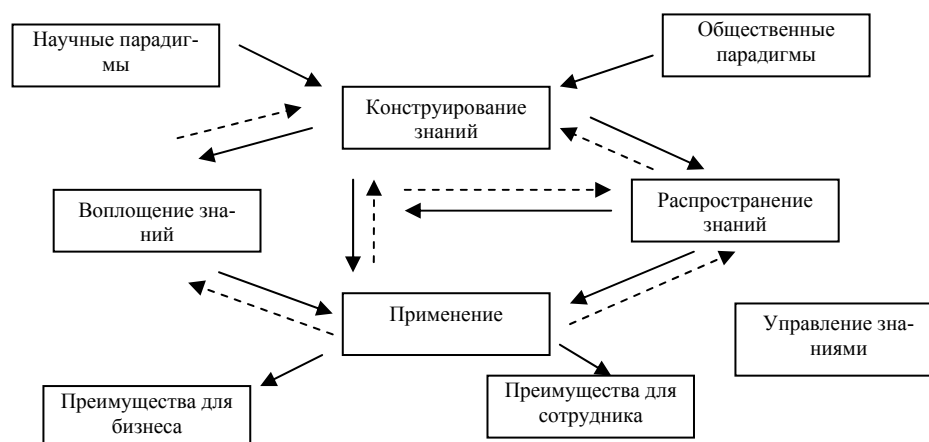 Научные парадиг-
мы
Общественные
парадигмы
Конструирование
знаний
Воплощение зна-
ний
Распространение
знаний
Применение
Управление зна-
ниями
Преимущества для
бизнеса
Преимущества для
сотрудника